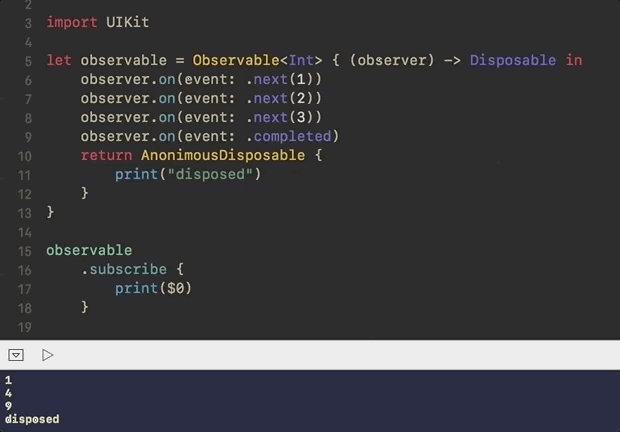 2
3 import UIKit
4
5 let observable = Observable<Int> { (observer) -> Disposable in
6 observer.on(event: .next(1))
7 observer.on(event: .next(2))
8 observer.on(event: .next(3))
9 observer.on(event: .completed)
10 return AnonimousDisposable {
11 print("disposed")
12 }
13 }
14
15 observable
16 .subscribe {
17 print($0)
18 }
19
1
4
9
disposed